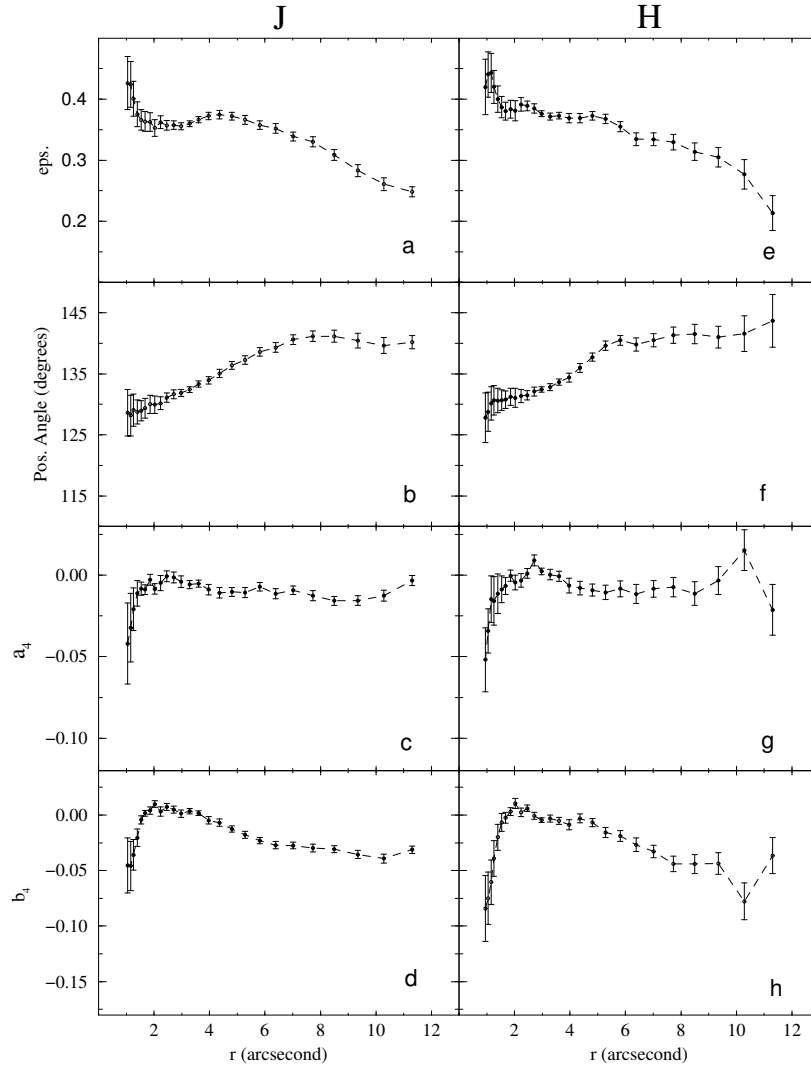 J H
eps. 0.4 0.3 0.2 a e
Pos. Angle (degrees) 145 135 125 115 b f
a4 0.00 −0.05 −0.10 c g
b4 0.00 −0.05 −0.10 −0.15 d h
2 4 6 8 10 12 2 4 6 8 10 12
r (arcsecond) r (arcsecond)